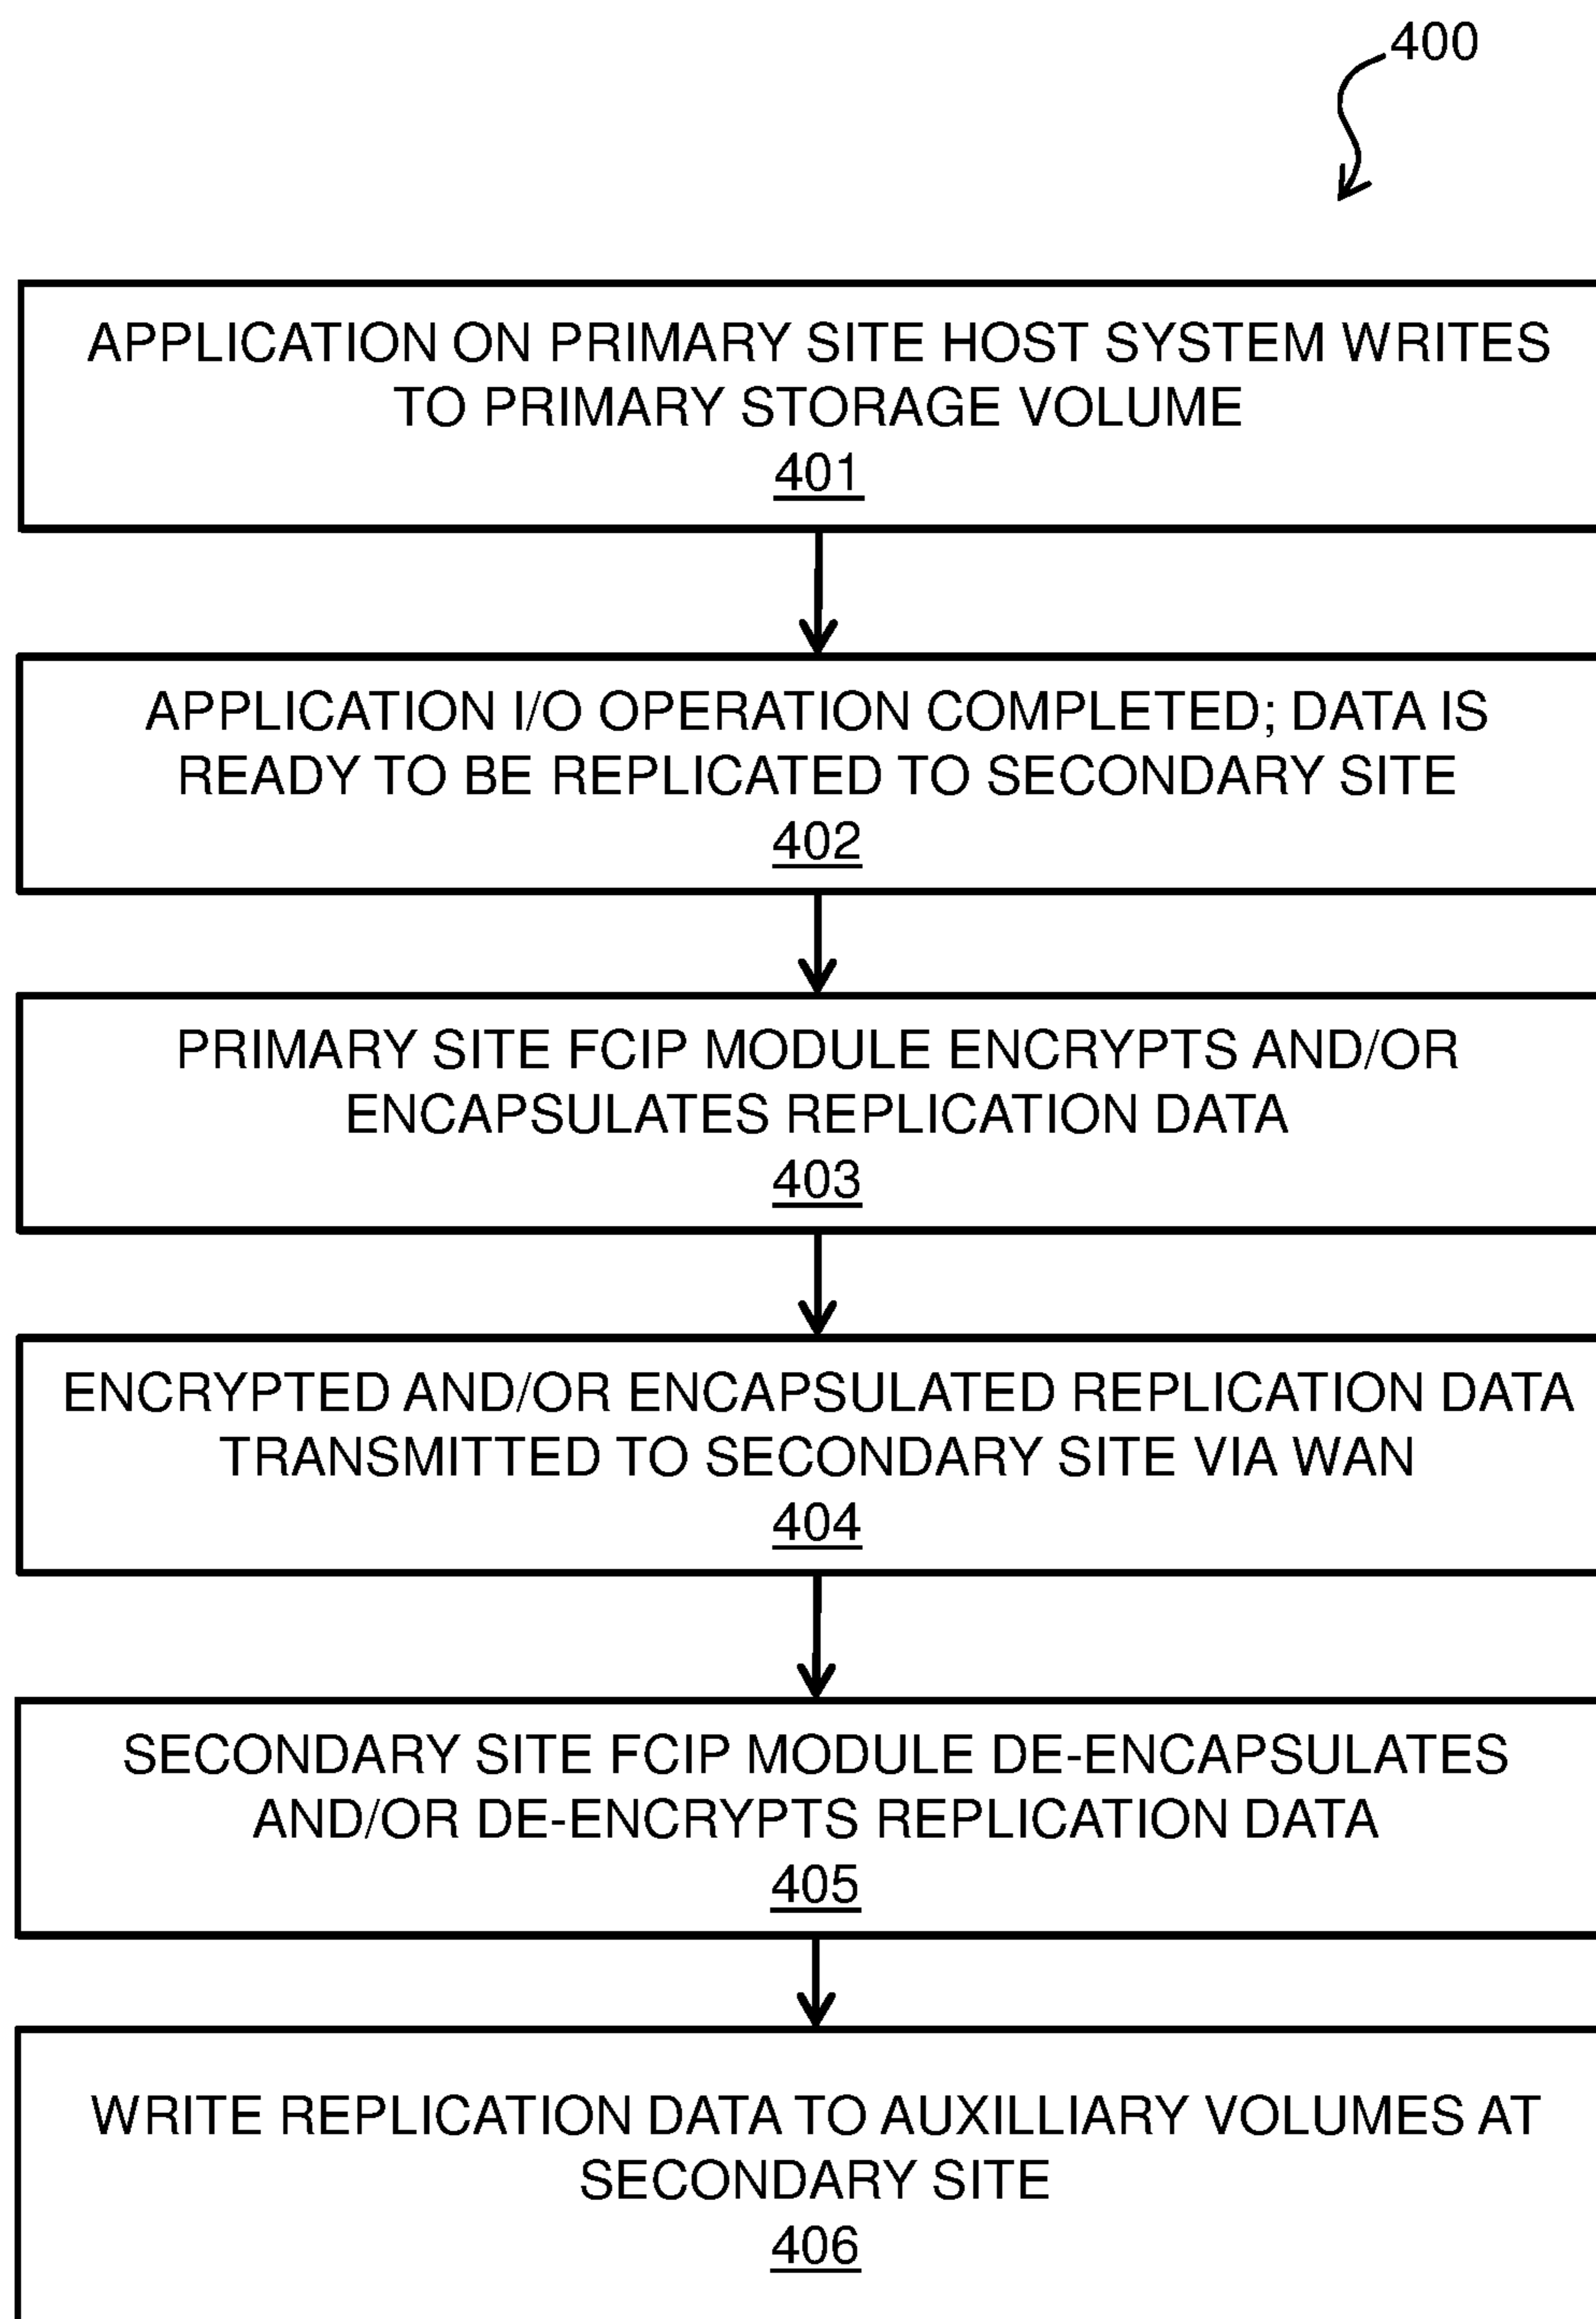 400
APPLICATION ON PRIMARY SITE HOST SYSTEM WRITES
TO PRIMARY STORAGE VOLUME
401
APPLICATION I/O OPERATION COMPLETED; DATA IS
READY TO BE REPLICATED TO SECONDARY SITE
402
PRIMARY SITE FCIP MODULE ENCRYPTS AND/OR
ENCAPSULATES REPLICATION DATA
403
ENCRYPTED AND/OR ENCAPSULATED REPLICATION DATA
TRANSMITTED TO SECONDARY SITE VIA WAN
404
SECONDARY SITE FCIP MODULE DE-ENCAPSULATES
AND/OR DE-ENCRYPTS REPLICATION DATA
405
WRITE REPLICATION DATA TO AUXILLIARY VOLUMES AT
SECONDARY SITE
406